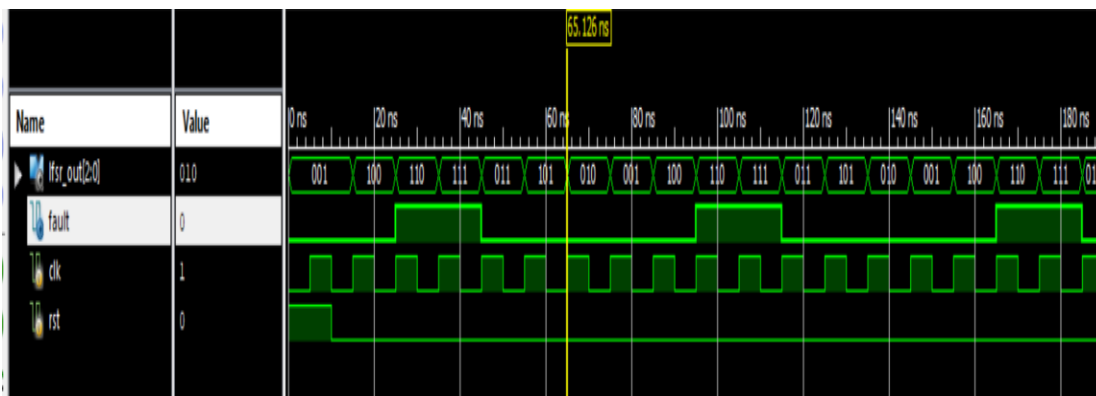 65.126 ns
Name Value 0 ns 20 ns 40 ns 60 ns 80 ns 100 ns 120 ns 140 ns 160 ns 180 ns
lfsr_out[2:0] 010 001 100 110 111 011 101 010 001 100 110 111 011 101 010 001 100 110 111 01
fault 0
clk 1
rst 0